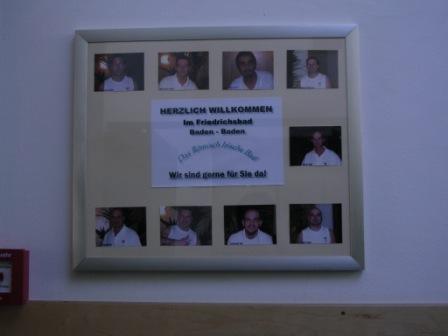 HERZLICH WILLKOMMEN
Im Friedrichsbad
Baden - Baden
Das Römisch Irische Bad!
Wir sind gerne für Sie da!